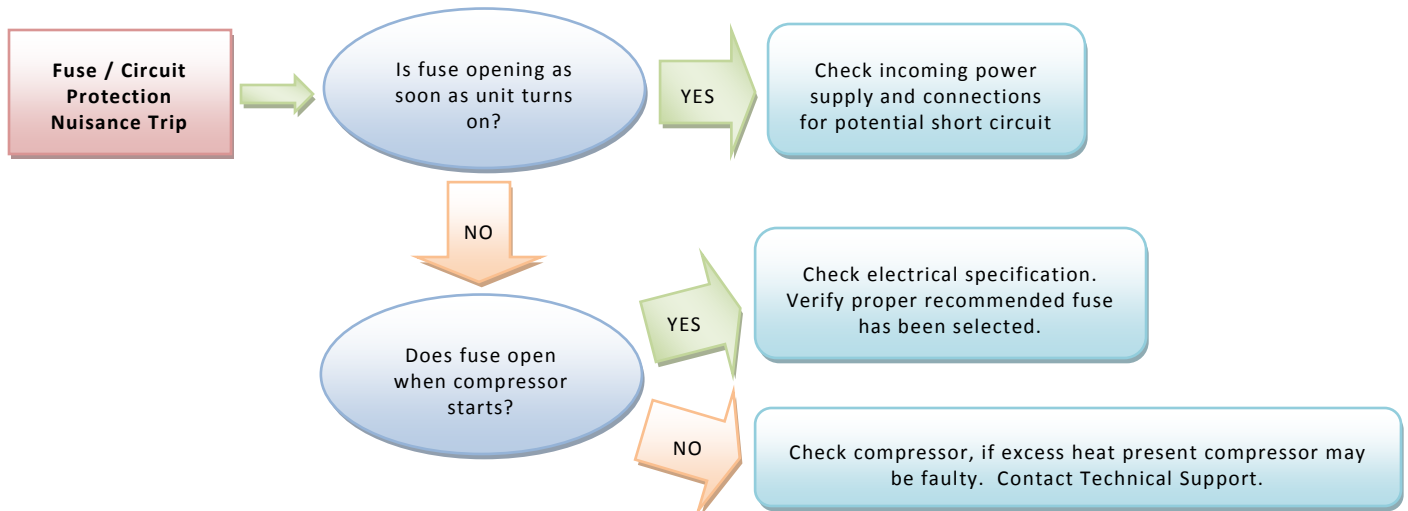 Fuse / Circuit
Protection
Nuisance Trip
Is fuse opening as
soon as unit turns
on?
YES
Check incoming power
supply and connections
for potential short circuit
NO
Does fuse open
when compressor
starts?
YES
Check electrical specification.
Verify proper recommended fuse
has been selected.
NO
Check compressor, if excess heat present compressor may
be faulty.  Contact Technical Support.